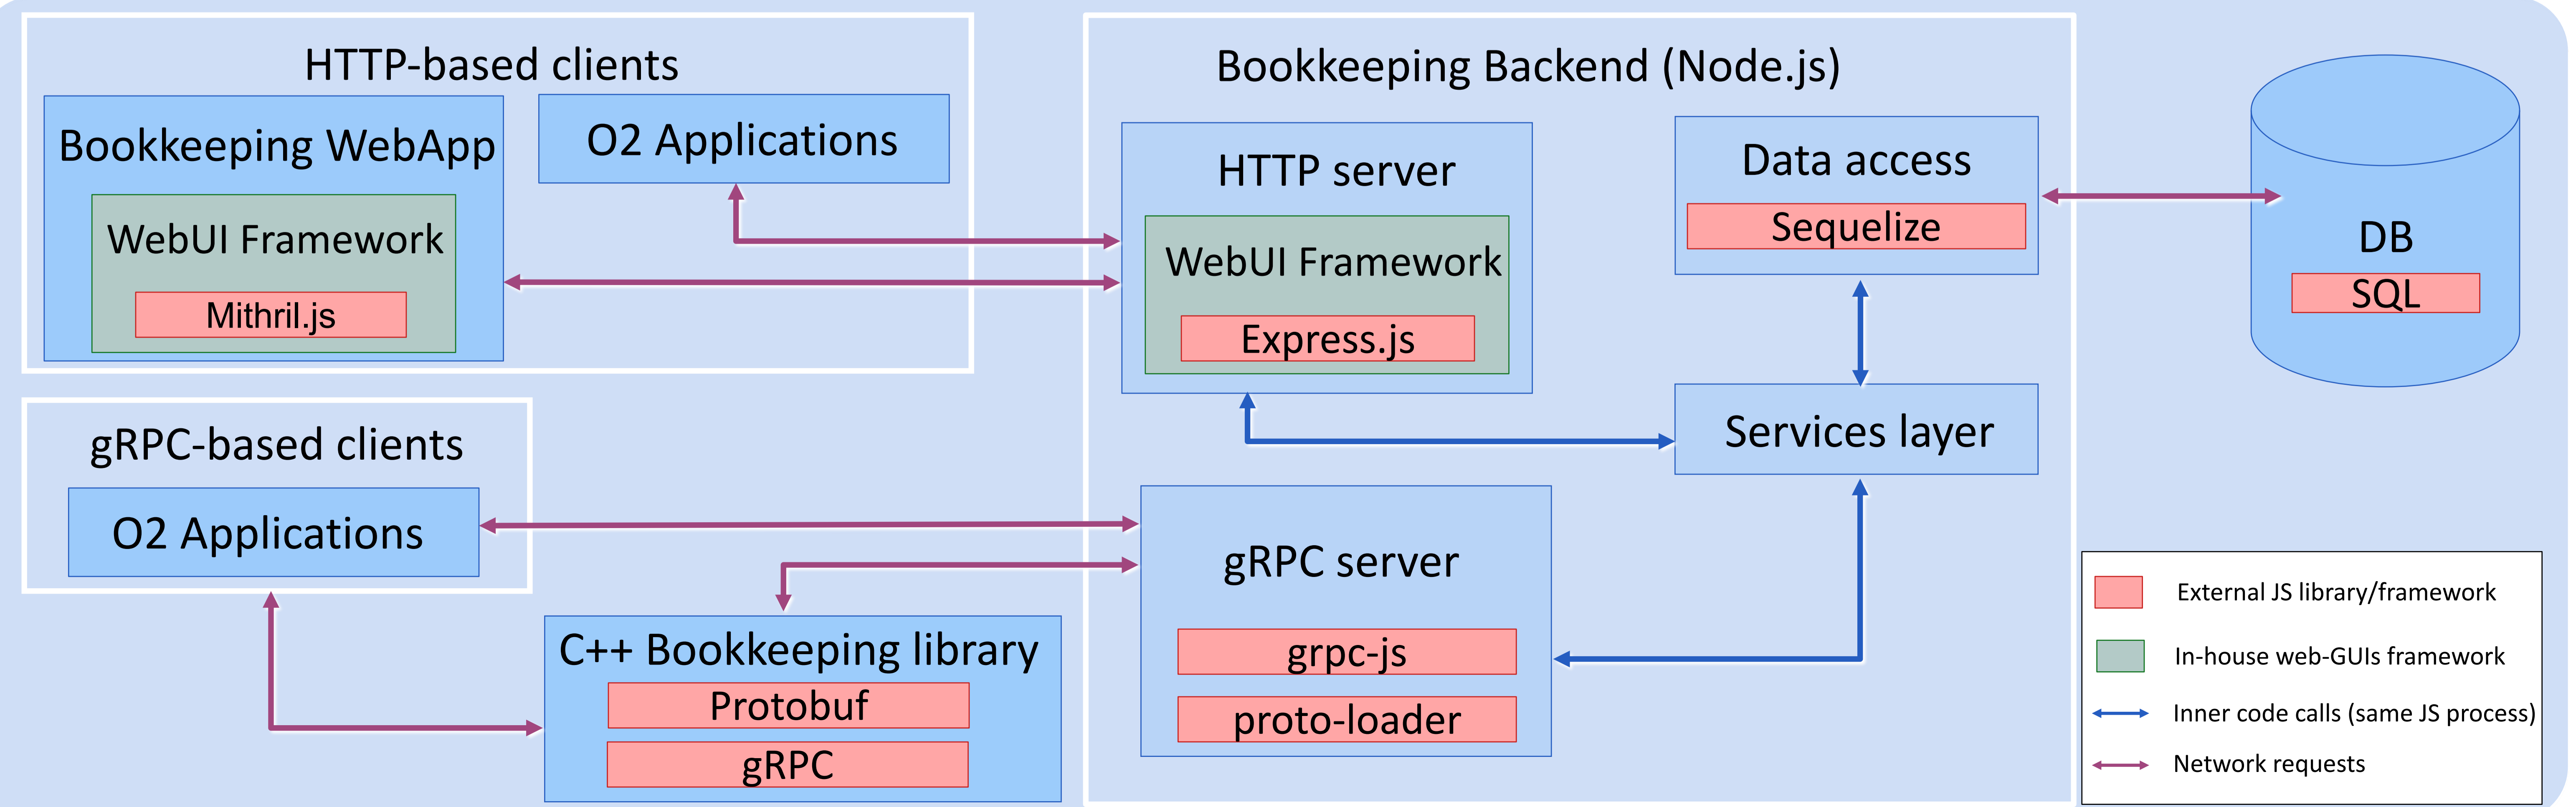 HTTP-based clients
Bookkeeping WebApp
WebUI Framework
Mithril.js
O2 Applications
gRPC-based clients
O2 Applications
C++ Bookkeeping library
Protobuf
gRPC
Bookkeeping Backend (Node.js)
HTTP server
WebUI Framework
Express.js
Data access
Sequelize
Services layer
gRPC server
grpc-js
proto-loader
DB
SQL
External JS library/framework
In-house web-GUIs framework
Inner code calls (same JS process)
Network requests